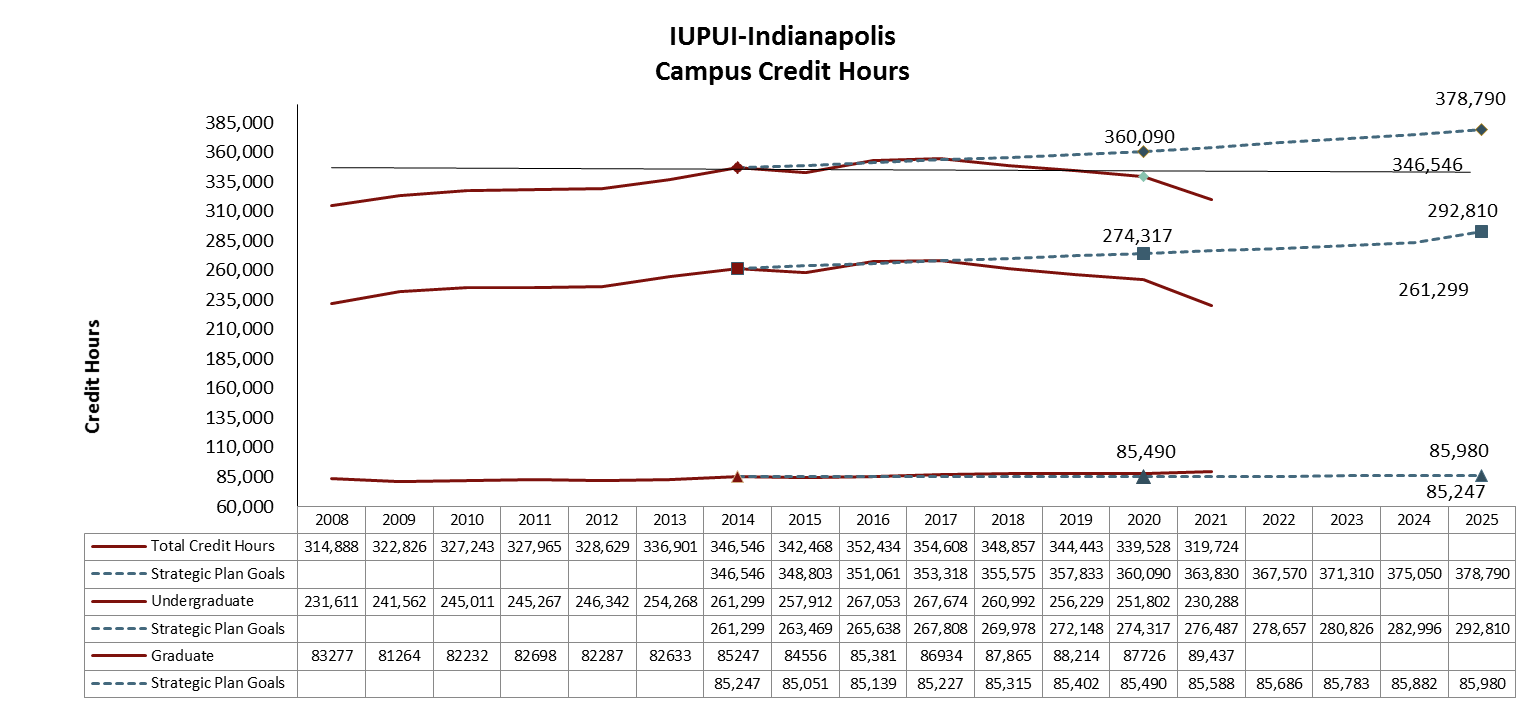 IUPUI-Indianapolis
Campus Credit Hours
378,790
385,000
360,090
360,000
346,546
335,000
310,000
292,810
285,000
274,317
260,000
261,299
235,000
210,000
185,000
160,000
135,000
110,000
85,490
85,980
85,000
85,247
60,000
Credit Hours
2008 2009 2010 2011 2012 2013 2014 2015 2016 2017 2018 2019 2020 2021 2022 2023 2024 2025
Total Credit Hours 314,888 322,826 327,243 327,965 328,629 336,901 346,546 342,468 352,434 354,608 348,857 344,443 339,528 319,724
Strategic Plan Goals 346,546 348,803 351,061 353,318 355,575 357,833 360,090 363,830 367,570 371,310 375,050 378,790
Undergraduate 231,611 241,562 245,011 245,267 246,342 254,268 261,299 257,912 267,053 267,674 260,992 256,229 251,802 230,288
Strategic Plan Goals 261,299 263,469 265,638 267,808 269,978 272,148 274,317 276,487 278,657 280,826 282,996 292,810
Graduate 83277 81264 82232 82698 82287 82633 85247 84556 85,381 86934 87,865 88,214 87726 89,437
Strategic Plan Goals 85,247 85,051 85,139 85,227 85,315 85,402 85,490 85,588 85,686 85,783 85,882 85,980